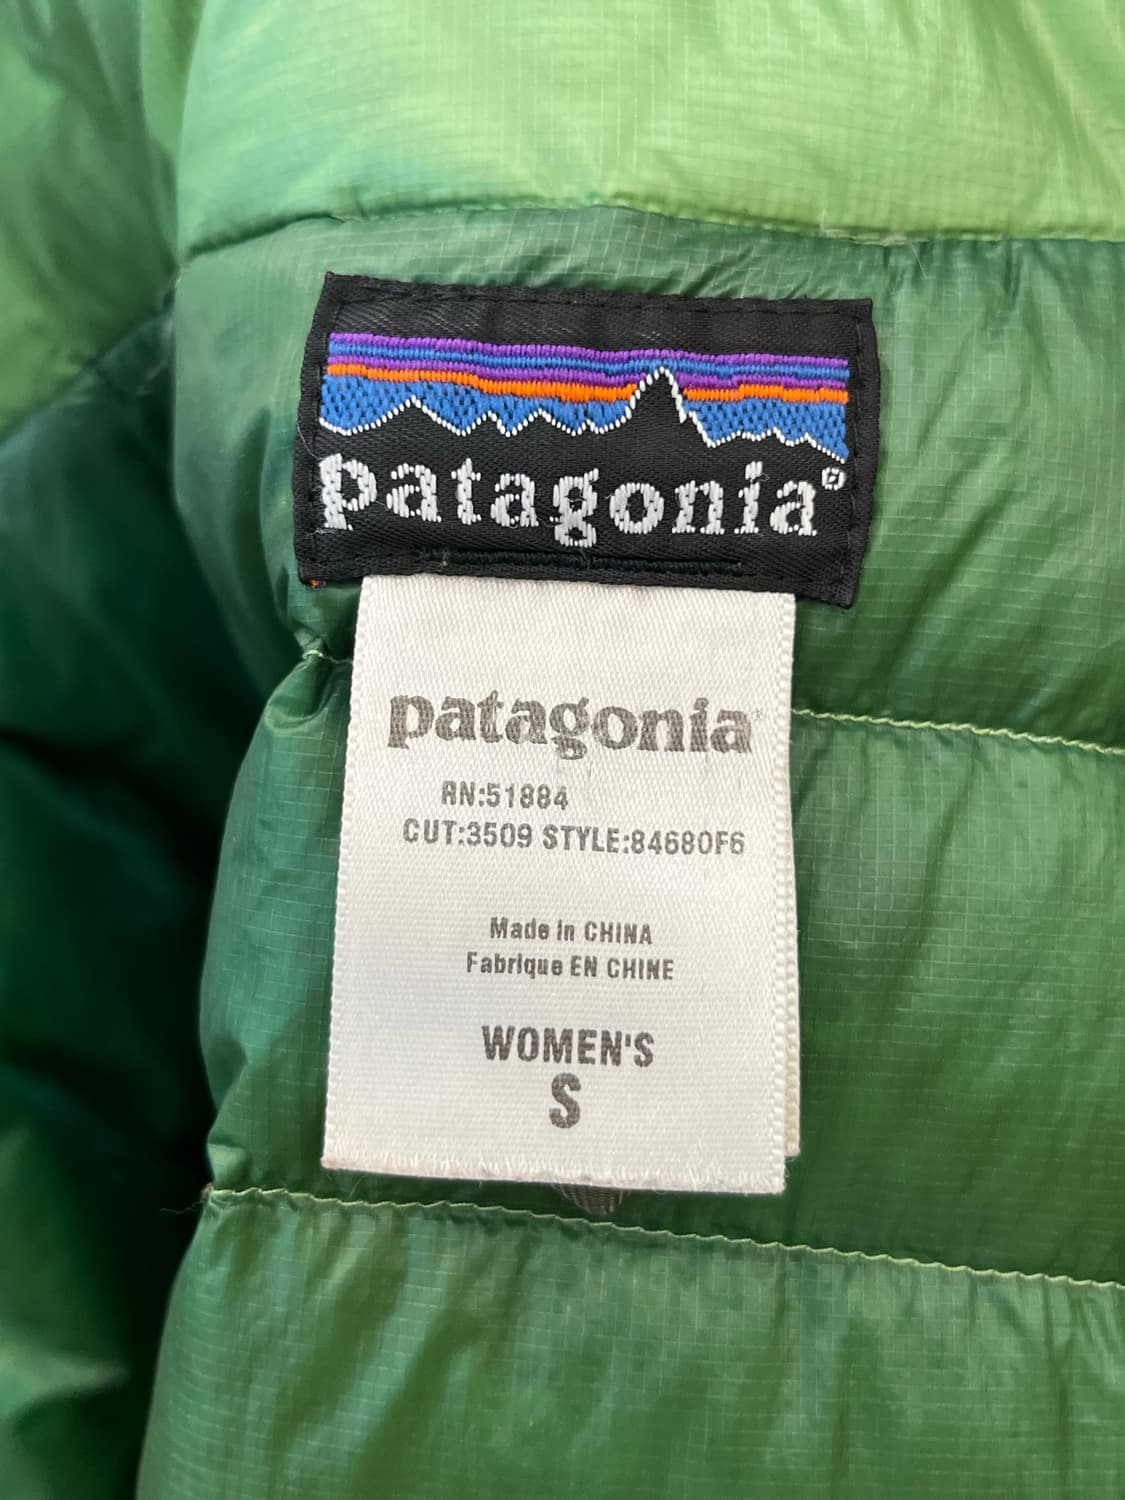 patagonia®
patagonia®
RN:51884
CUT:3509 STYLE:84680F6
Made in CHINA
Fabrique EN CHINE
WOMEN'S
S